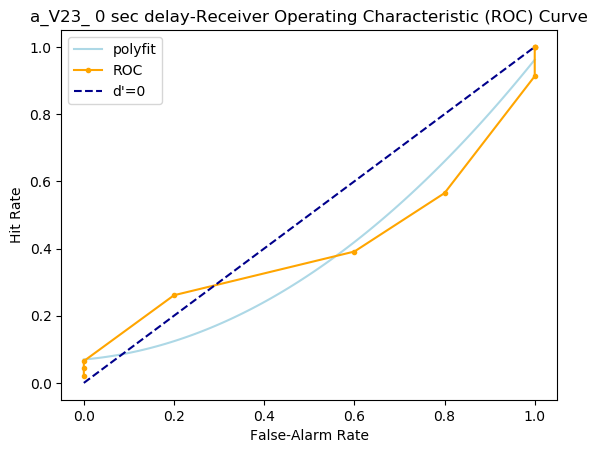 a_V23_ 0 sec delay-Receiver Operating Characteristic (ROC) Curve
polyfit
ROC
d'=0
1.0
0.8
0.6
0.4
0.2
0.0
Hit Rate
0.0 0.2 0.4 0.6 0.8 1.0
False-Alarm Rate